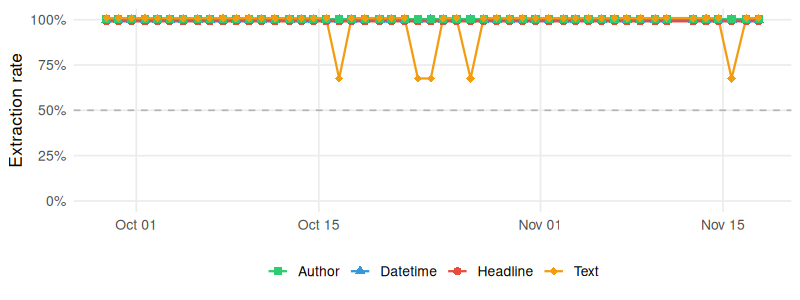 Extraction rate
100%
75%
50%
25%
0%
Oct 01 Oct 15 Nov 01 Nov 15
Author Datetime Headline Text